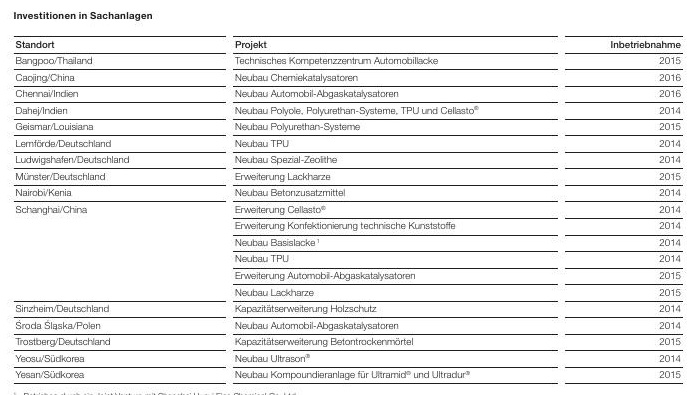 Investitionen in Sachanlagen
Standort Projekt Inbetriebnahme
Bangpoo/Thailand Technisches Kompetenzzentrum Automobillacke 2015
Caojing/China Neubau Chemiekatalysatoren 2016
Chennai/Indien Neubau Automobil-Abgaskatalysatoren 2016
Dahej/Indien Neubau Polyole, Polyurethan-Systeme, TPU und Cellasto® 2014
Geismar/Louisiana Neubau Polyurethan-Systeme 2015
Lemförde/Deutschland Neubau TPU 2014
Ludwigshafen/Deutschland Neubau Spezial-Zeolithe 2014
Münster/Deutschland Erweiterung Lackharze 2015
Nairobi/Kenia Neubau Betonzusatzmittel 2014
Schanghai/China Erweiterung Cellasto® 2014
Erweiterung Konfektionierung technische Kunststoffe 2014
Neubau Basislacke ¹ 2014
Neubau TPU 2014
Erweiterung Automobil-Abgaskatalysatoren 2015
Neubau Lackharze 2015
Sinzheim/Deutschland Kapazitätserweiterung Holzschutz 2014
Środa Śląska/Polen Neubau Automobil-Abgaskatalysatoren 2014
Trostberg/Deutschland Kapazitätserweiterung Betontrockenmörtel 2015
Yeosu/Südkorea Neubau Ultrason® 2014
Yesan/Südkorea Neubau Kompoundieranlage für Ultramid® und Ultradur® 2015